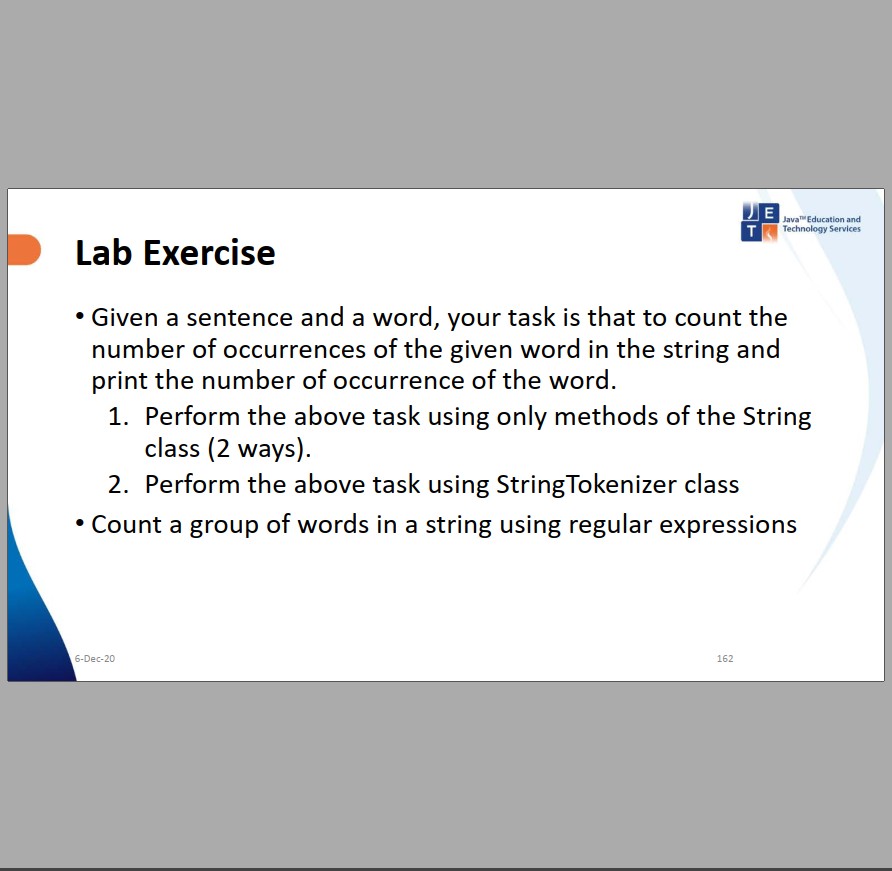 J E
T
Java™ Education and
Technology Services
Lab Exercise
• Given a sentence and a word, your task is that to count the
number of occurrences of the given word in the string and
print the number of occurrence of the word.
1. Perform the above task using only methods of the String
class (2 ways).
2. Perform the above task using StringTokenizer class
• Count a group of words in a string using regular expressions
6-Dec-20
162